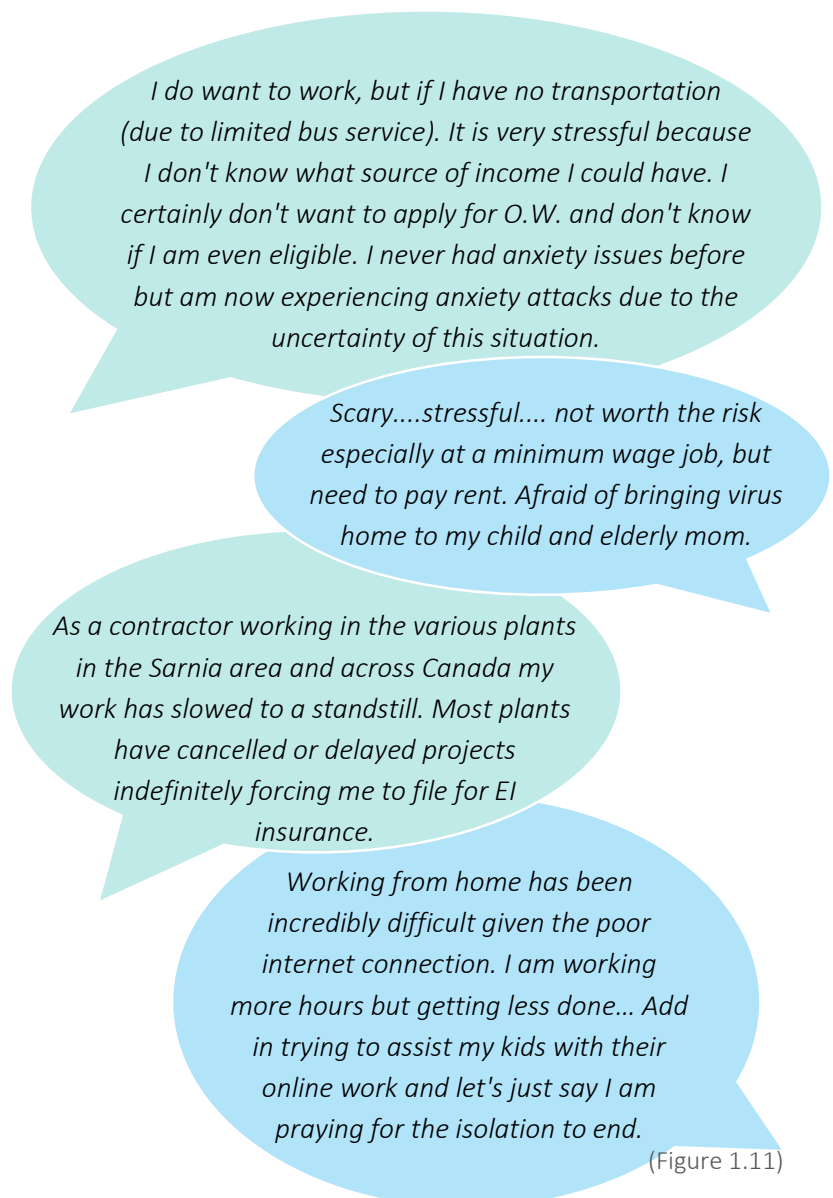 I do want to work, but if I have no transportation
(due to limited bus service). It is very stressful because
I don't know what source of income I could have. I
certainly don't want to apply for O.W. and don't know
if I am even eligible. I never had anxiety issues before
but am now experiencing anxiety attacks due to the
uncertainty of this situation.
Scary....stressful.... not worth the risk
especially at a minimum wage job, but
need to pay rent. Afraid of bringing virus
home to my child and elderly mom.
As a contractor working in the various plants
in the Sarnia area and across Canada my
work has slowed to a standstill. Most plants
have cancelled or delayed projects
indefinitely forcing me to file for EI
insurance.
Working from home has been
incredibly difficult given the poor
internet connection. I am working
more hours but getting less done... Add
in trying to assist my kids with their
online work and let's just say I am
praying for the isolation to end.
(Figure 1.11)